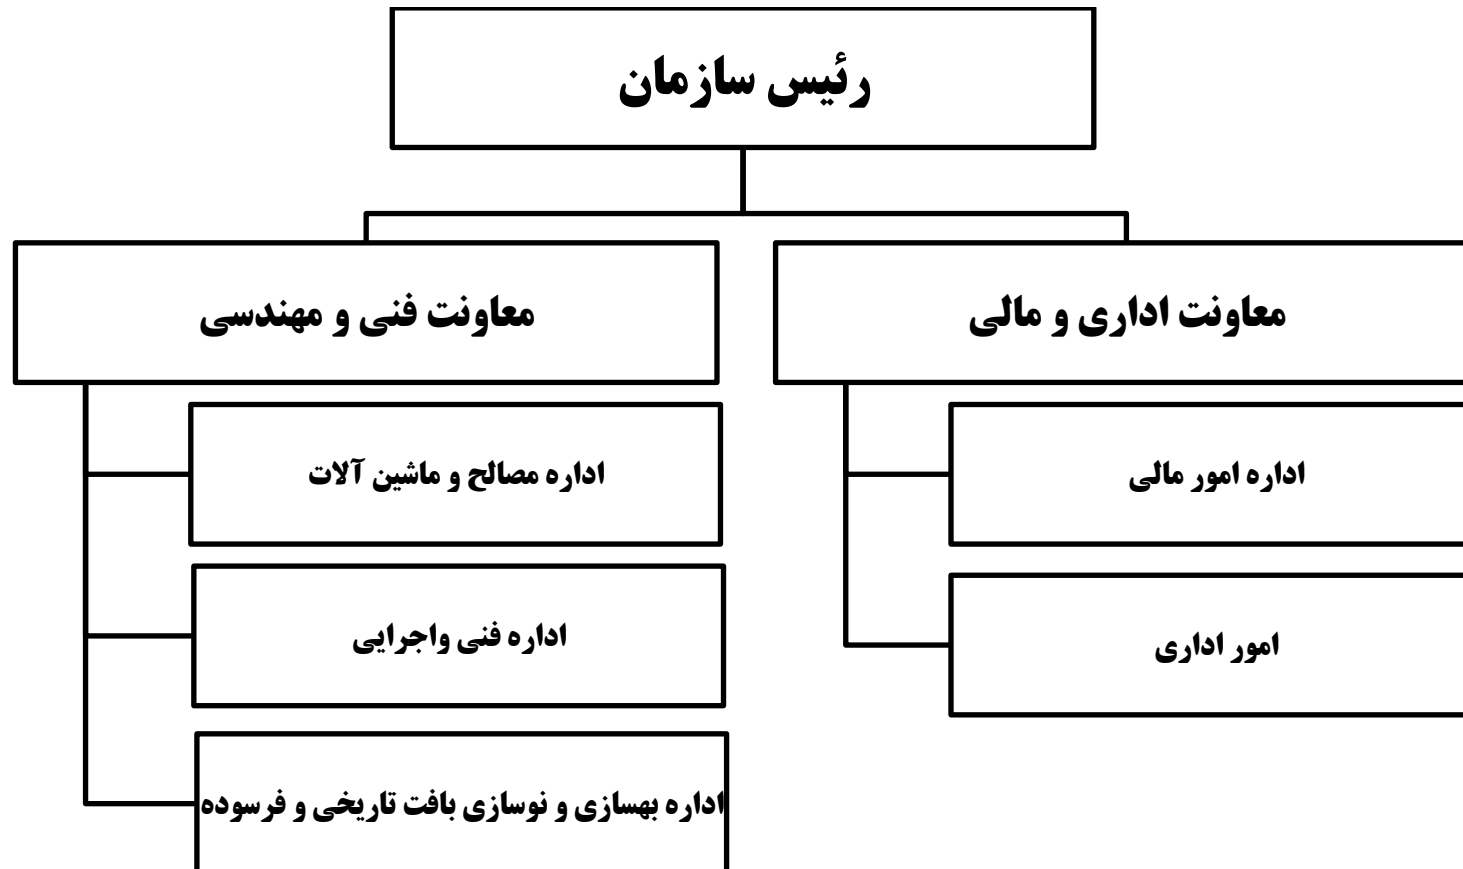 رئیس سازمان
معاونت اداری و مالی
معاونت فنی و مهندسی
اداره امور مالی
اداره مصالح و ماشین آلات
امور اداری
اداره فنی واجرایی
اداره بهسازی و نوسازی بافت تاریخی و فرسوده